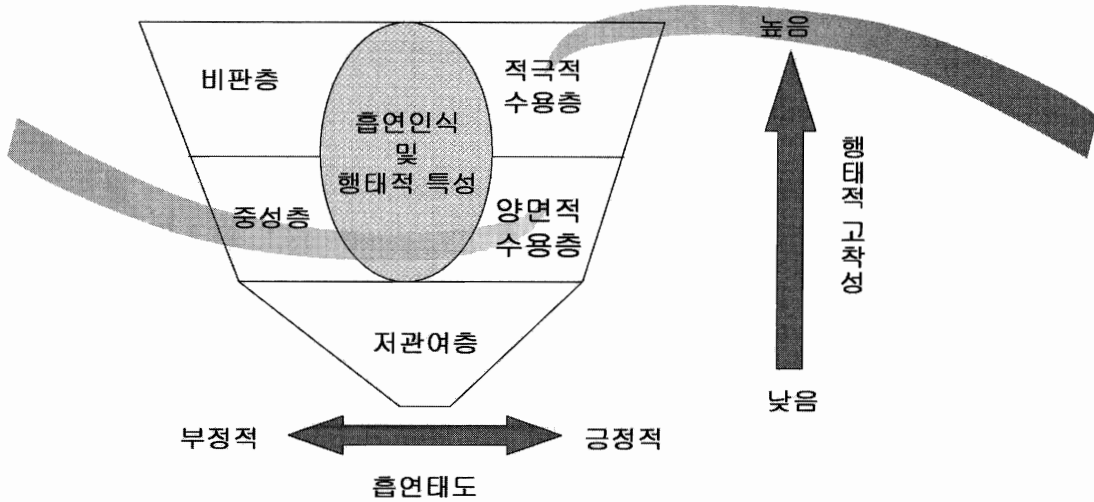 높음
비판층
적극적
수용층
흡연인식
및
행태적 특성
중성층
양면적
수용층
행태적 고착성
저관여층
낮음
부정적
긍정적
흡연태도